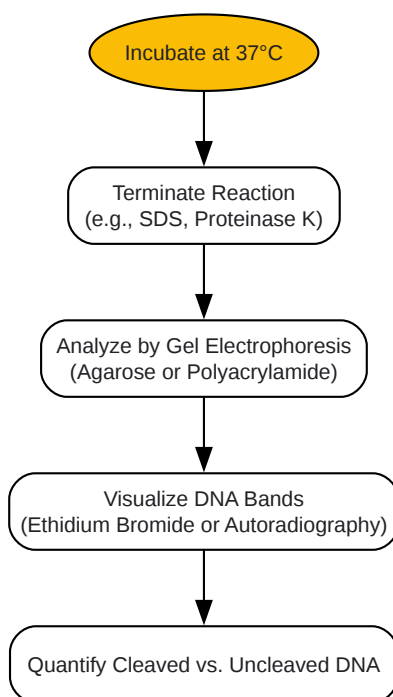 Incubate at 37°C
Terminate Reaction
(e.g., SDS, Proteinase K)
Analyze by Gel Electrophoresis
(Agarose or Polyacrylamide)
Visualize DNA Bands
(Ethidium Bromide or Autoradiography)
Quantify Cleaved vs. Uncleaved DNA